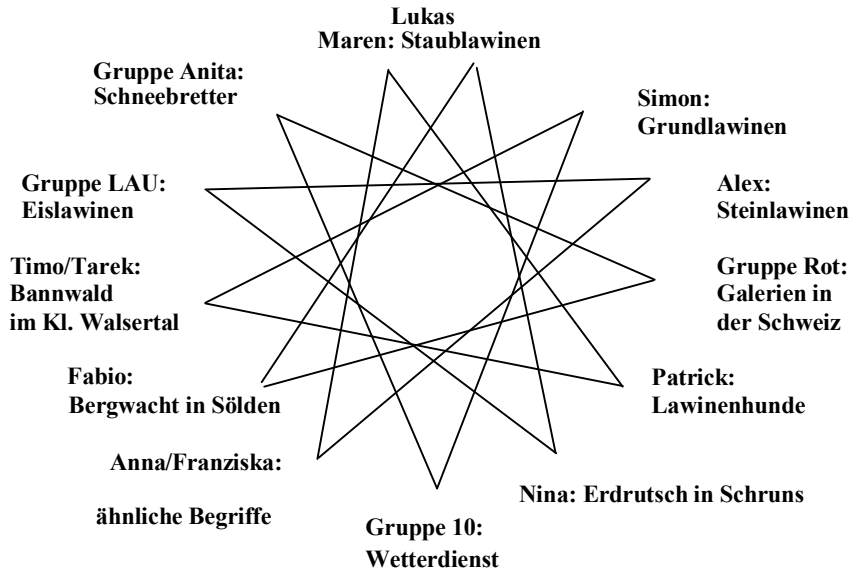 Lukas
Maren: Staublawinen
Gruppe Anita:
Schneebretter
Simon:
Grundlawinen
Gruppe LAU:
Eislawinen
Alex:
Steinlawinen
Timo/Tarek:
Bannwald
im Kl. Walsertal
Gruppe Rot:
Galerien in
der Schweiz
Fabio:
Bergwacht in Sölden
Patrick:
Lawinenhunde
Anna/Franziska:
ähnliche Begriffe
Nina: Erdrutsch in Schruns
Gruppe 10:
Wetterdienst